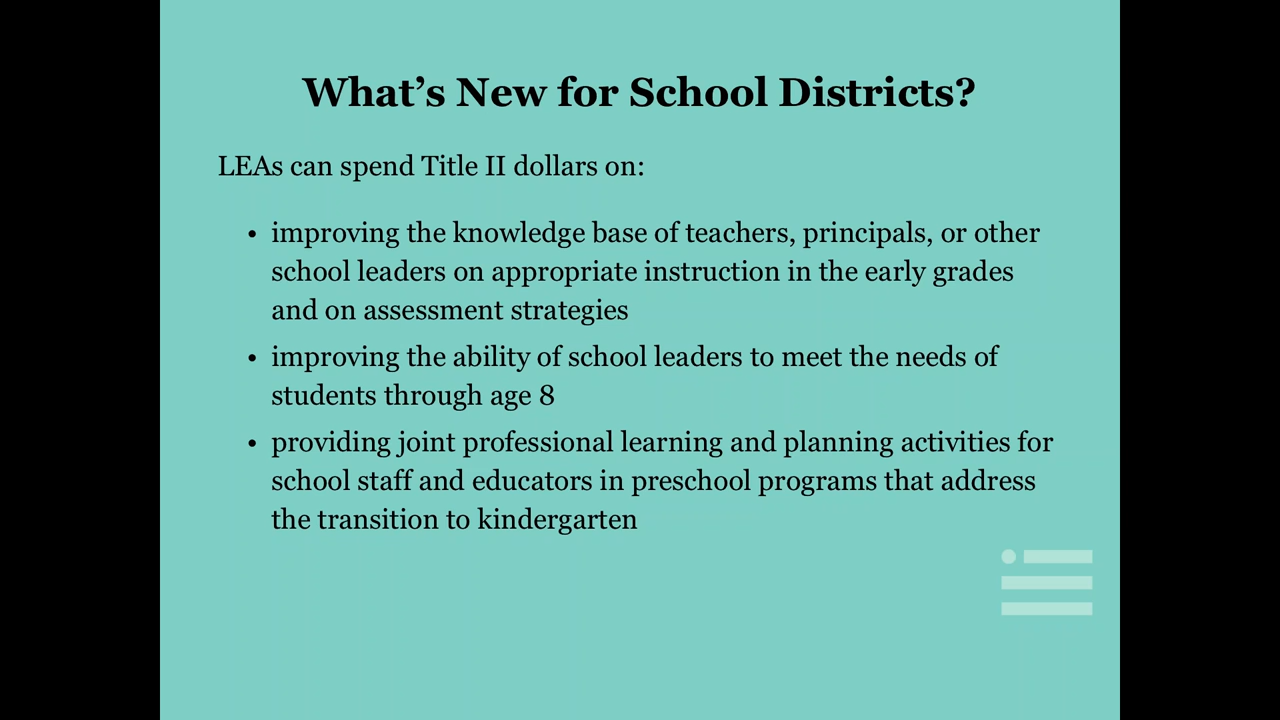 What’s New for School Districts?
LEAs can spend Title II dollars on:
• improving the knowledge base of teachers, principals, or other
school leaders on appropriate instruction in the early grades
and on assessment strategies
• improving the ability of school leaders to meet the needs of
students through age 8
• providing joint professional learning and planning activities for
school staff and educators in preschool programs that address
the transition to kindergarten